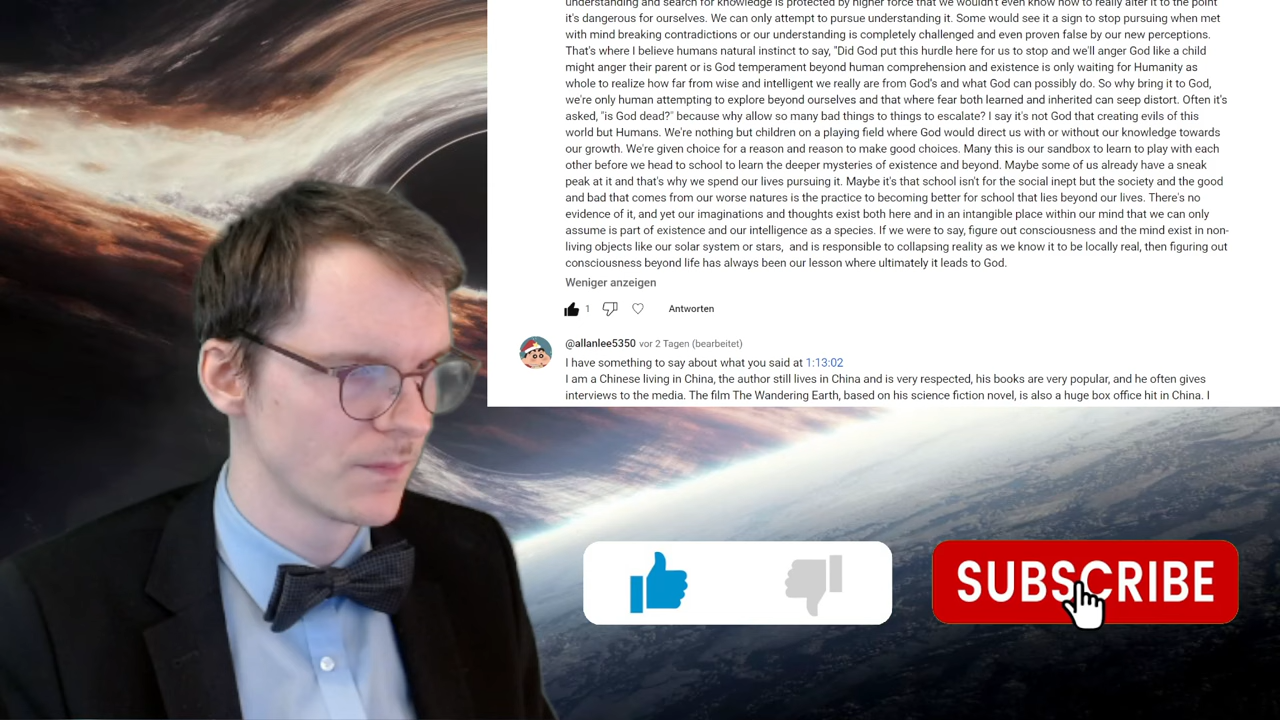 understanding and search for knowledge is protected by higher force that we wouldn't even know how to really alter it to the point
it's dangerous for ourselves. We can only attempt to pursue understanding it. Some would see it a sign to stop pursuing when met
with mind breaking contradictions or our understanding is completely challenged and even proven false by our new perceptions.
That's where I believe humans natural instinct to say, "Did God put this hurdle here for us to stop and we'll anger God like a child
might anger their parent or is God temperament beyond human comprehension and existence is only waiting for Humanity as
whole to realize how far from wise and intelligent we really are from God's and what God can possibly do. So why bring it to God,
we're only human attempting to explore beyond ourselves and that where fear both learned and inherited can seep distort. Often it's
asked, "is God dead?" because why allow so many bad things to things to escalate? I say it's not God that creating evils of this
world but Humans. We're nothing but children on a playing field where God would direct us with or without our knowledge towards
our growth. We're given choice for a reason and reason to make good choices. Many this is our sandbox to learn to play with each
other before we head to school to learn the deeper mysteries of existence and beyond. Maybe some of us already have a sneak
peak at it and that's why we spend our lives pursuing it. Maybe it's that school isn't for the social inept but the society and the good
and bad that comes from our worse natures is the practice to becoming better for school that lies beyond our lives. There's no
evidence of it, and yet our imaginations and thoughts exist both here and in an intangible place within our mind that we can only
assume is part of existence and our intelligence as a species. If we were to say, figure out consciousness and the mind exist in non-
living objects like our solar system or stars,  and is responsible to collapsing reality as we know it to be locally real, then figuring out
consciousness beyond life has always been our lesson where ultimately it leads to God.
Weniger anzeigen
1 Antworten
@allanlee5350 vor 2 Tagen (bearbeitet)
I have something to say about what you said at 1:13:02
I am a Chinese living in China, the author still lives in China and is very respected, his books are very popular, and he often gives
interviews to the media. The film The Wandering Earth, based on his science fiction novel, is also a huge box office hit in China. I
SUBSCRIBE